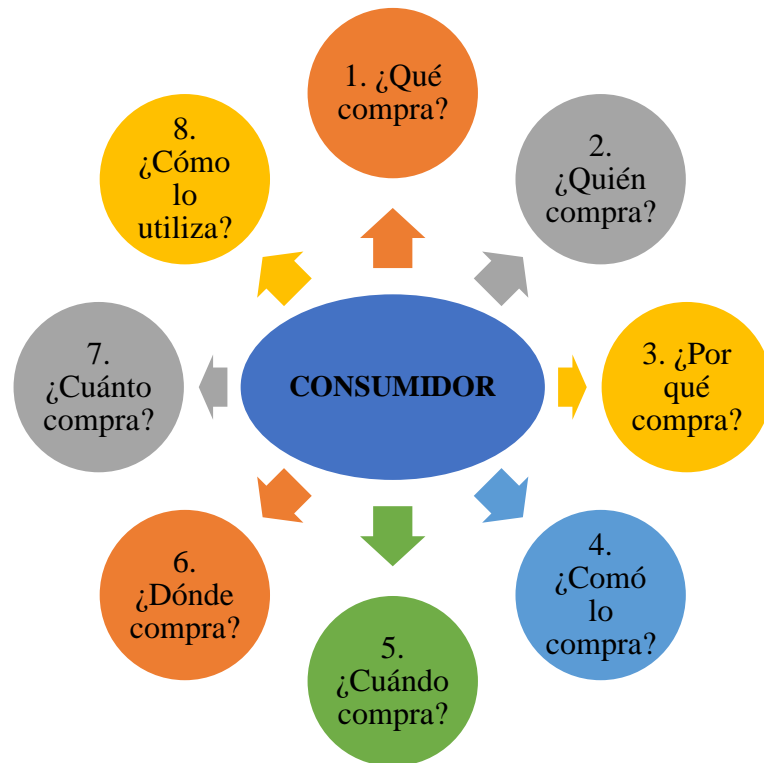 1. ¿Qué
compra?
2.
¿Quién
compra?
3. ¿Por
qué
compra?
4.
¿Comó
lo
compra?
5.
¿Cuándo
compra?
6.
¿Dónde
compra?
7.
¿Cuánto
compra?
8.
¿Cómo
lo
utiliza?
CONSUMIDOR